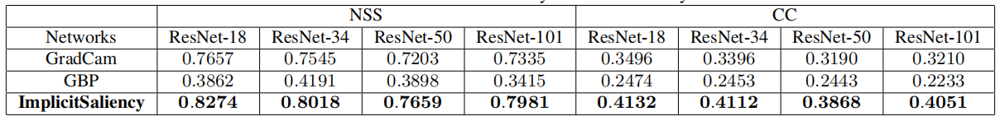 NSS CC
Networks ResNet-18 ResNet-34 ResNet-50 ResNet-101 ResNet-18 ResNet-34 ResNet-50 ResNet-101
GradCam 0.7657 0.7545 0.7203 0.7335 0.3496 0.3396 0.3190 0.3210
GBP 0.3862 0.4191 0.3898 0.3415 0.2474 0.2453 0.2443 0.2233
ImplicitSaliency 0.8274 0.8018 0.7659 0.7981 0.4132 0.4112 0.3868 0.4051